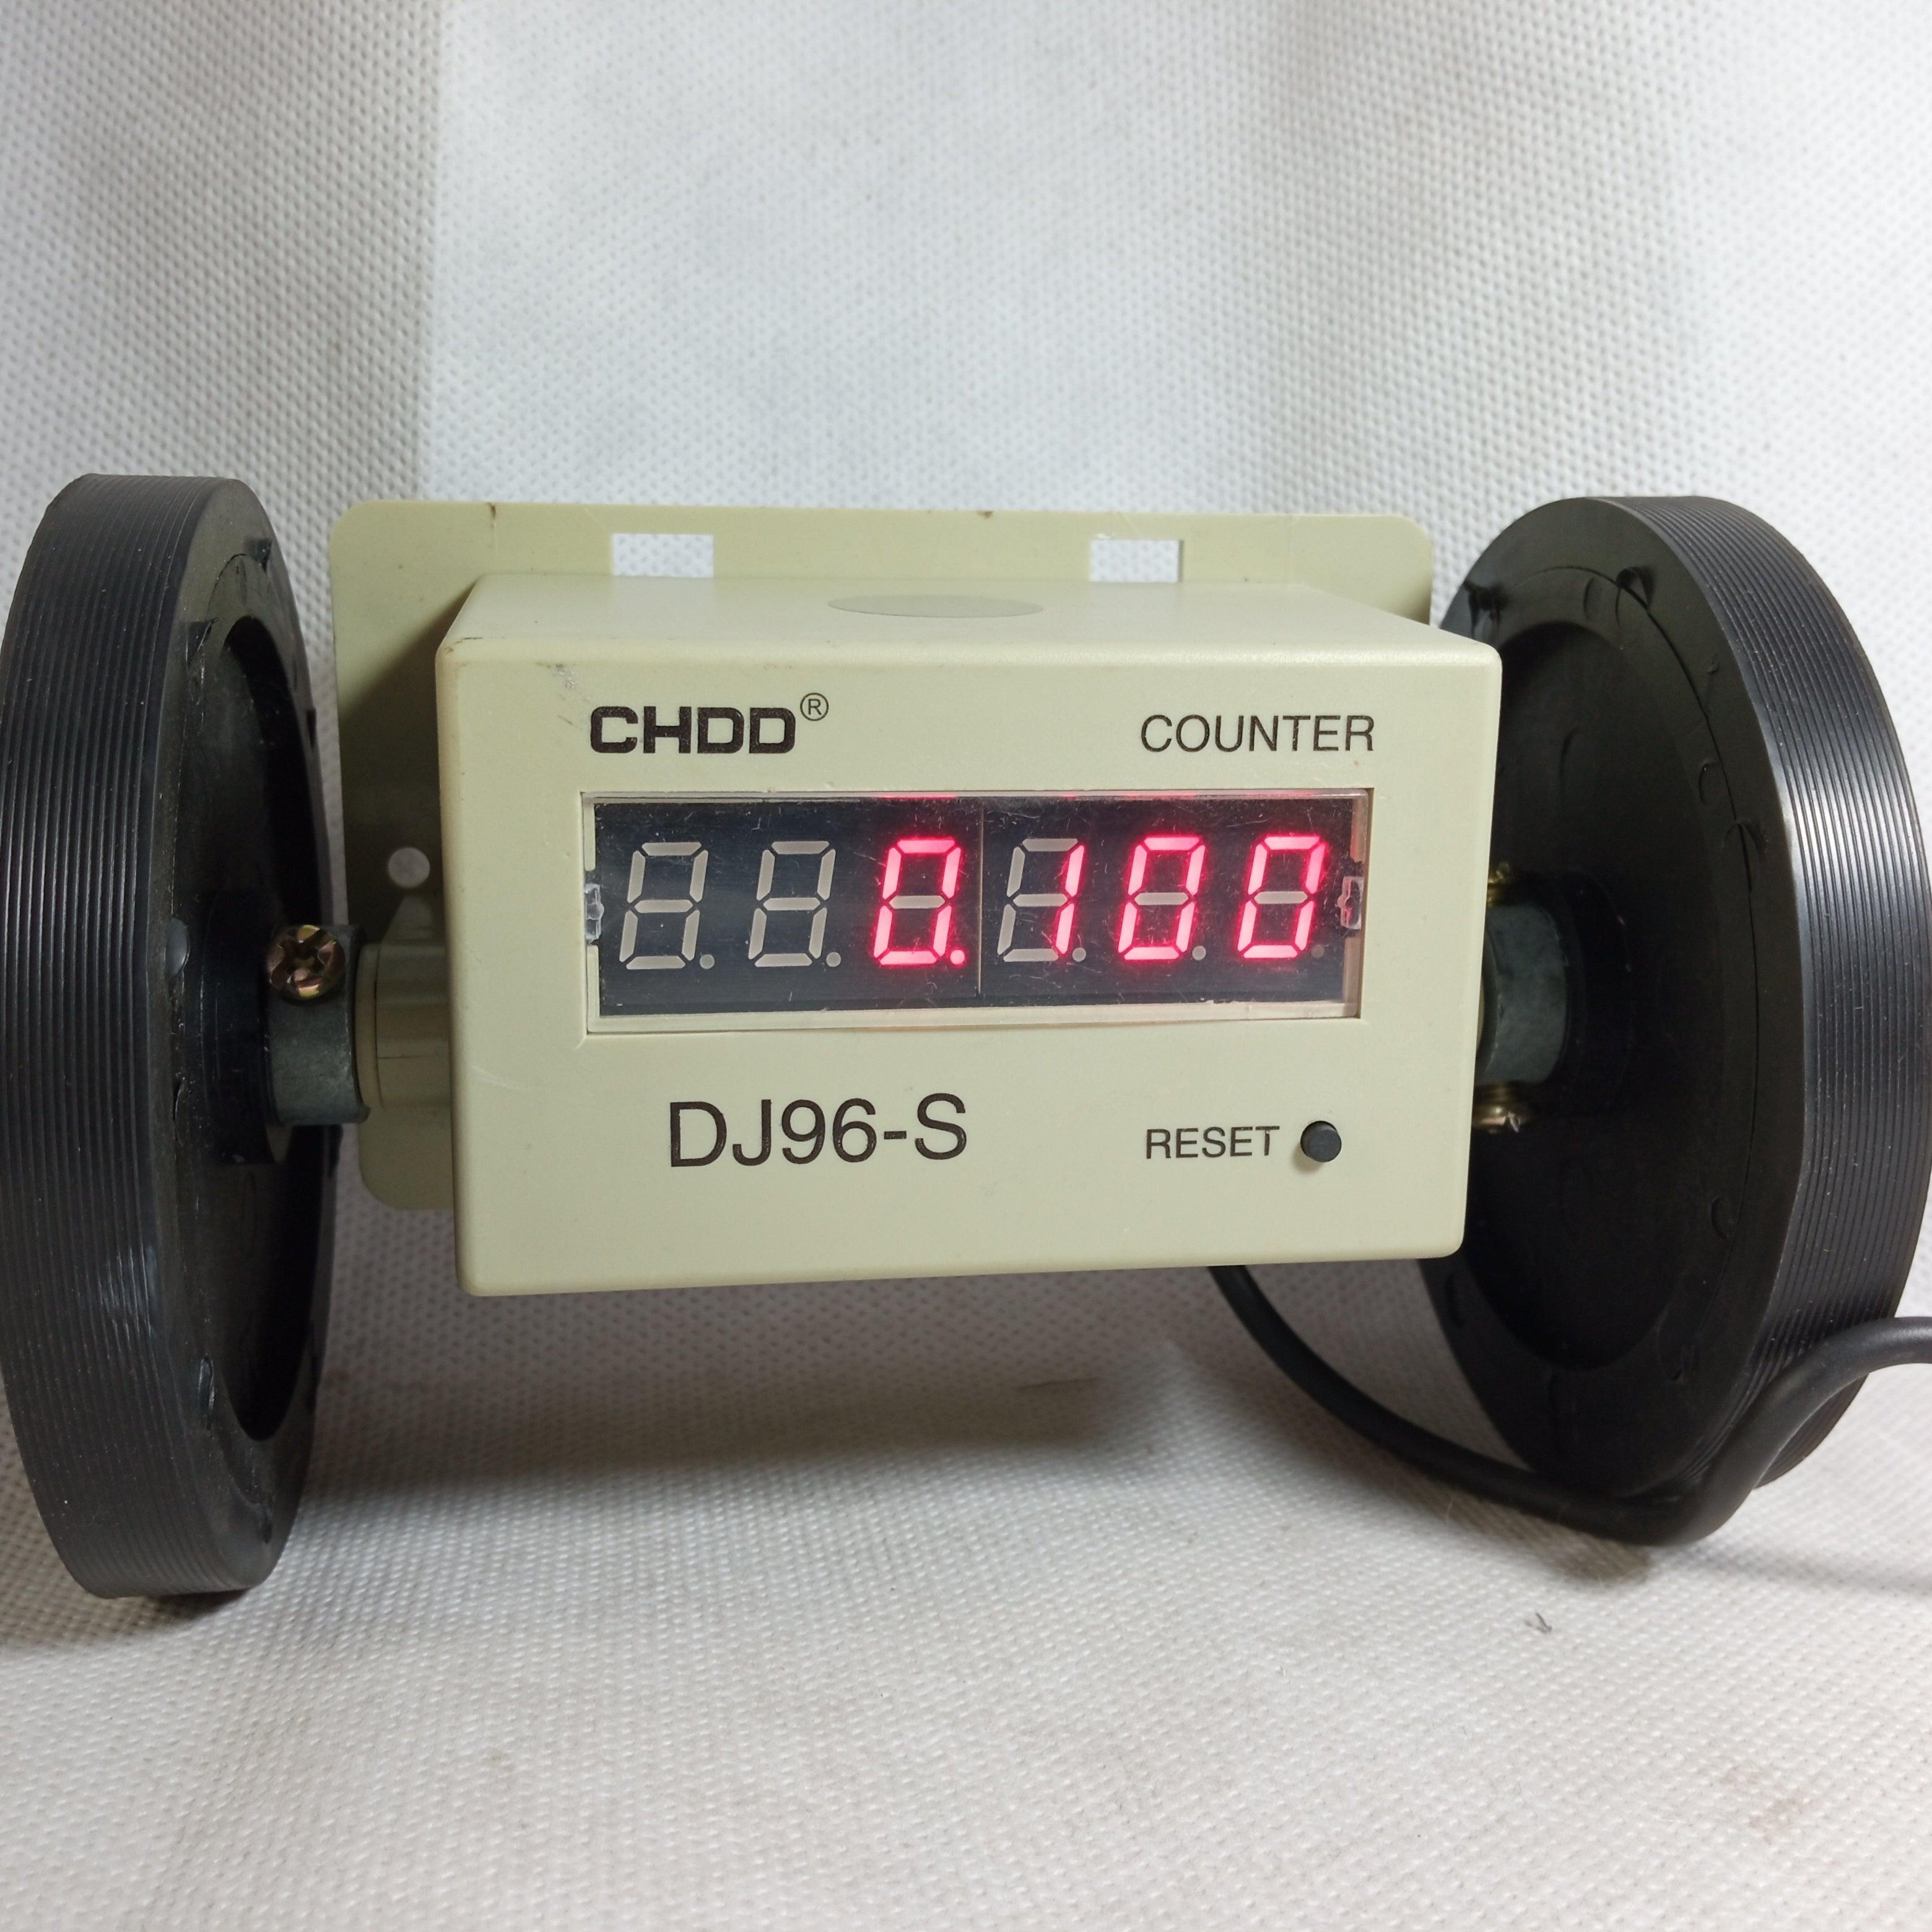 CHDD®
COUNTER
0.100
DJ96-S
RESET